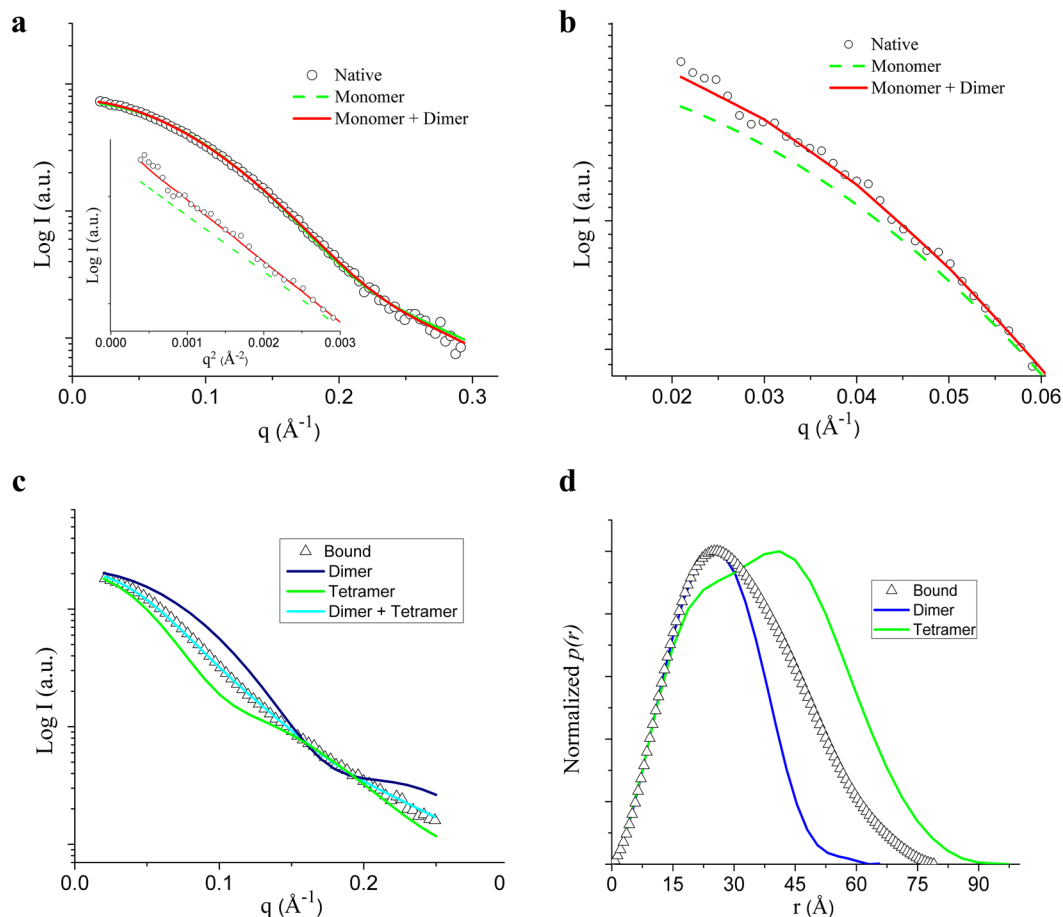 a
Log I (a.u.)
Native
Monomer
Monomer + Dimer
Log I (a.u.)
0.000 0.001 0.002 0.003
q² (Å⁻²)
0.0 0.1 0.2 0.3
q (Å⁻¹)
b
Log I (a.u.)
Native
Monomer
Monomer + Dimer
0.02 0.03 0.04 0.05 0.06
q (Å⁻¹)
c
Log I (a.u.)
Bound
Dimer
Tetramer
Dimer + Tetramer
0.0 0.1 0.2 0
q (Å⁻¹)
d
Normalized p(r)
Bound
Dimer
Tetramer
0 15 30 45 60 75 90
r (Å)